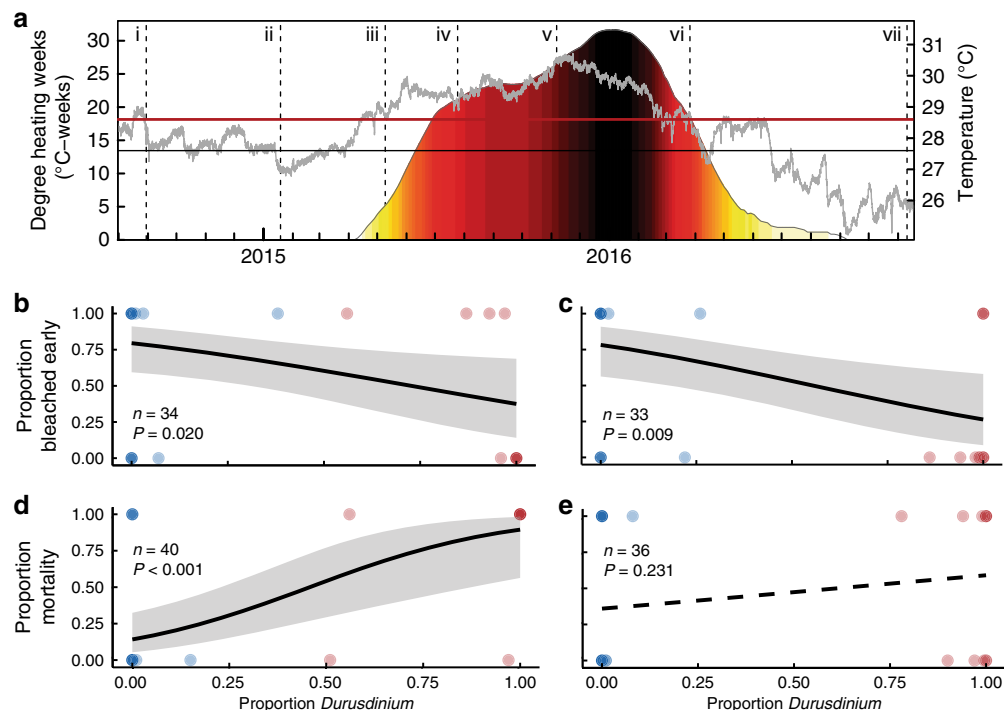 a
i ii iii iv v vi vii
Degree heating weeks
(°C–weeks)
30
25
20
15
10
5
0
31
30
29
28
27
26
Temperature (°C)
2015 2016
b
Proportion
bleached early
1.00
0.75
0.50
0.25
0.00
n = 34
P = 0.020
c
n = 33
P = 0.009
d
Proportion
mortality
1.00
0.75
0.50
0.25
0.00
n = 40
P < 0.001
0.00 0.25 0.50 0.75 1.00
Proportion Durusdinium
e
n = 36
P = 0.231
0.00 0.25 0.50 0.75 1.00
Proportion Durusdinium